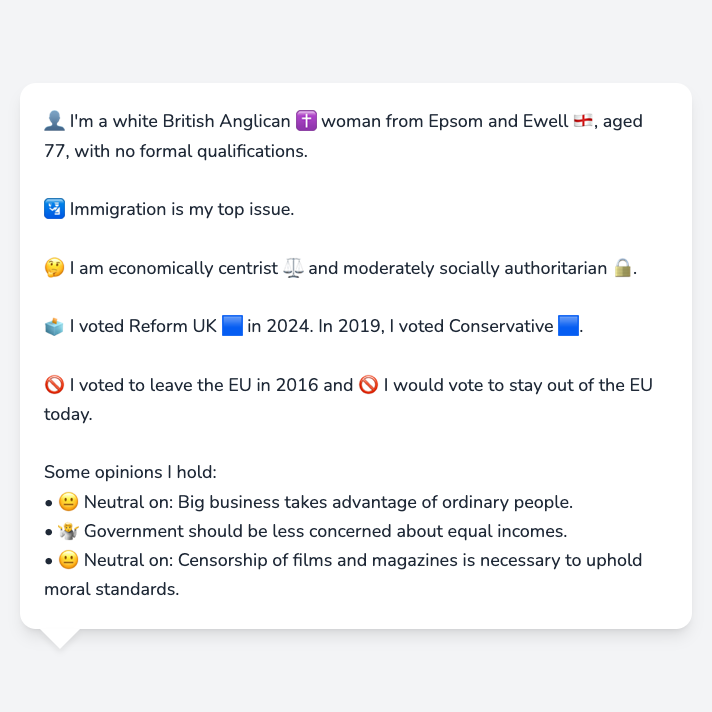 👤 I'm a white British Anglican ✝️ woman from Epsom and Ewell 🏴󠁧󠁢󠁥󠁮󠁧󠁿, aged
77, with no formal qualifications.
🛂 Immigration is my top issue.
🤔 I am economically centrist ⚖️ and moderately socially authoritarian 🔒.
🗳️ I voted Reform UK 🟦 in 2024. In 2019, I voted Conservative 🟦.
🚫 I voted to leave the EU in 2016 and 🚫 I would vote to stay out of the EU
today.
Some opinions I hold:
• 😐 Neutral on: Big business takes advantage of ordinary people.
• 🤷 Government should be less concerned about equal incomes.
• 😐 Neutral on: Censorship of films and magazines is necessary to uphold
moral standards.